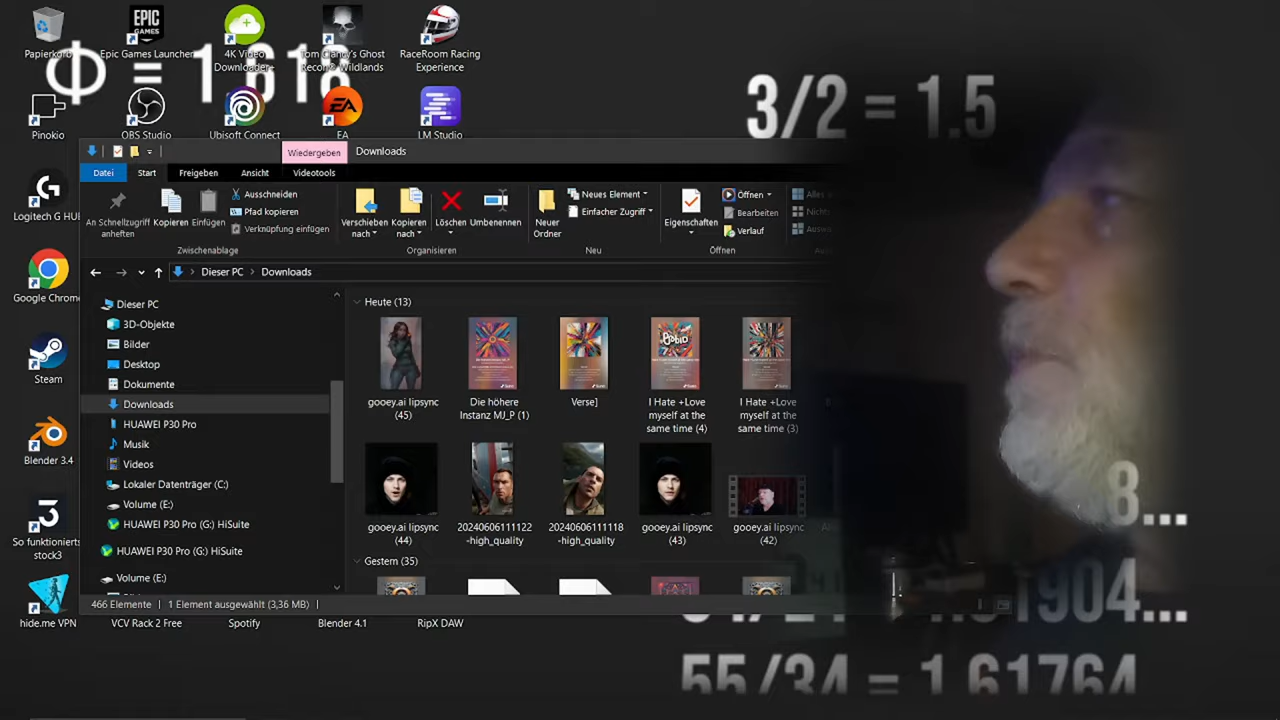 Papierkorb
EPIC
GAMES
Epic Games Launcher
4K Video
Downloader+
Tom Clancy's Ghost
Recon® Wildlands
RaceRoom Racing
Experience
Φ = 1.618
3/2 = 1.5
Pinokio
OBS Studio
Ubisoft Connect
EA
LM Studio
Wiedergeben
Downloads
Datei
Start
Freigeben
Ansicht
Videotools
An Schnellzugriff
anheften
Kopieren
Einfügen
Ausschneiden
Pfad kopieren
Verknüpfung einfügen
Zwischenablage
Verschieben
nach
Kopieren
nach
Löschen
Umbenennen
Organisieren
Neuer
Ordner
Neues Element
Einfacher Zugriff
Neu
Eigenschaften
Öffnen
Bearbeiten
Verlauf
Öffnen
Alles
Logitech G HUB
Dieser PC
Downloads
Google Chrome
Steam
Blender 3.4
So funktioniert
stock3
hide.me VPN
Dieser PC
3D-Objekte
Bilder
Desktop
Dokumente
Downloads
HUAWEI P30 Pro
Musik
Videos
Lokaler Datenträger (C:)
Volume (E:)
HUAWEI P30 Pro (G:) HiSuite
HUAWEI P30 Pro (G:) HiSuite
Volume (E:)
Heute (13)
gooey.ai lipsync
(45)
Die höhere
Instanz MJ_P (1)
Verse]
I Hate +Love
myself at the
same time (4)
I Hate +Love
myself at the
same time (3)
gooey.ai lipsync
(44)
20240606111122
-high_quality
20240606111118
-high_quality
gooey.ai lipsync
(43)
gooey.ai lipsync
(42)
Gestern (35)
466 Elemente
1 Element ausgewählt (3,36 MB)
VCV Rack 2 Free
Spotify
Blender 4.1
RipX DAW
8...
1904...
55/34 = 1.61764